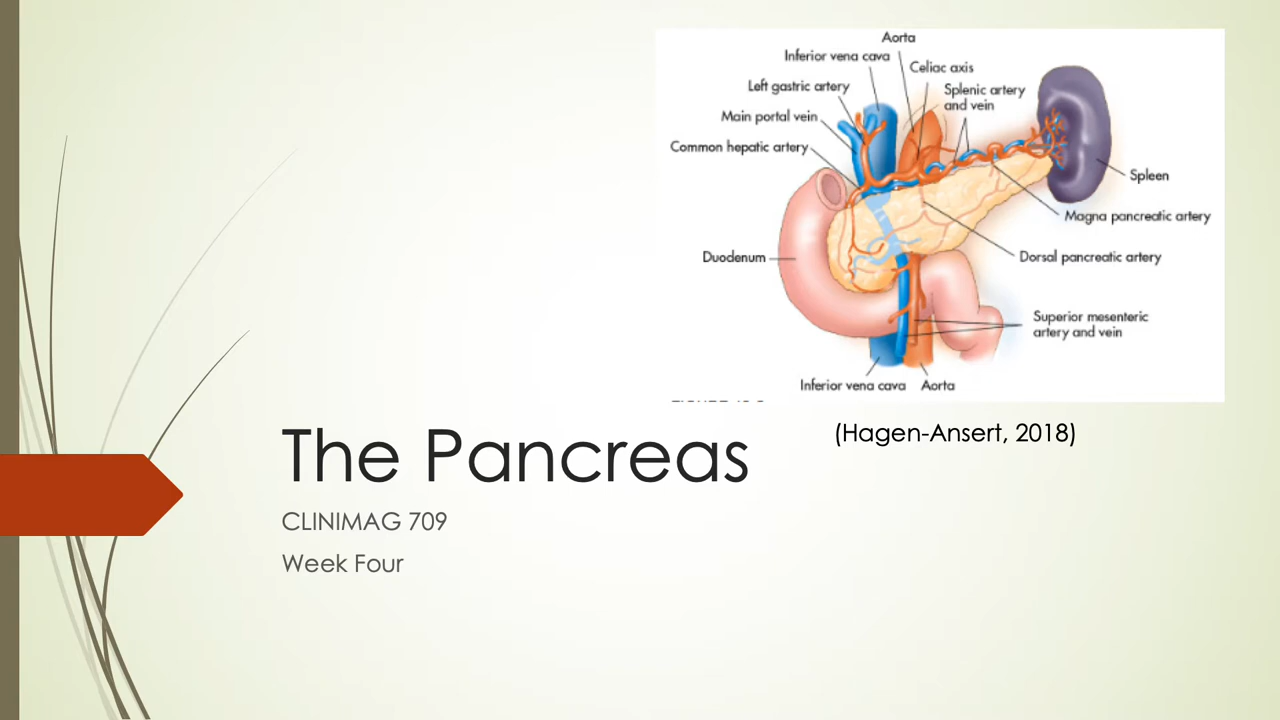 Aorta
Inferior vena cava
Celiac axis
Left gastric artery
Splenic artery
and vein
Main portal vein
Common hepatic artery
Spleen
Magna pancreatic artery
Duodenum
Dorsal pancreatic artery
Superior mesenteric
artery and vein
Inferior vena cava
Aorta
(Hagen-Ansert, 2018)
The Pancreas
CLINIMAG 709
Week Four